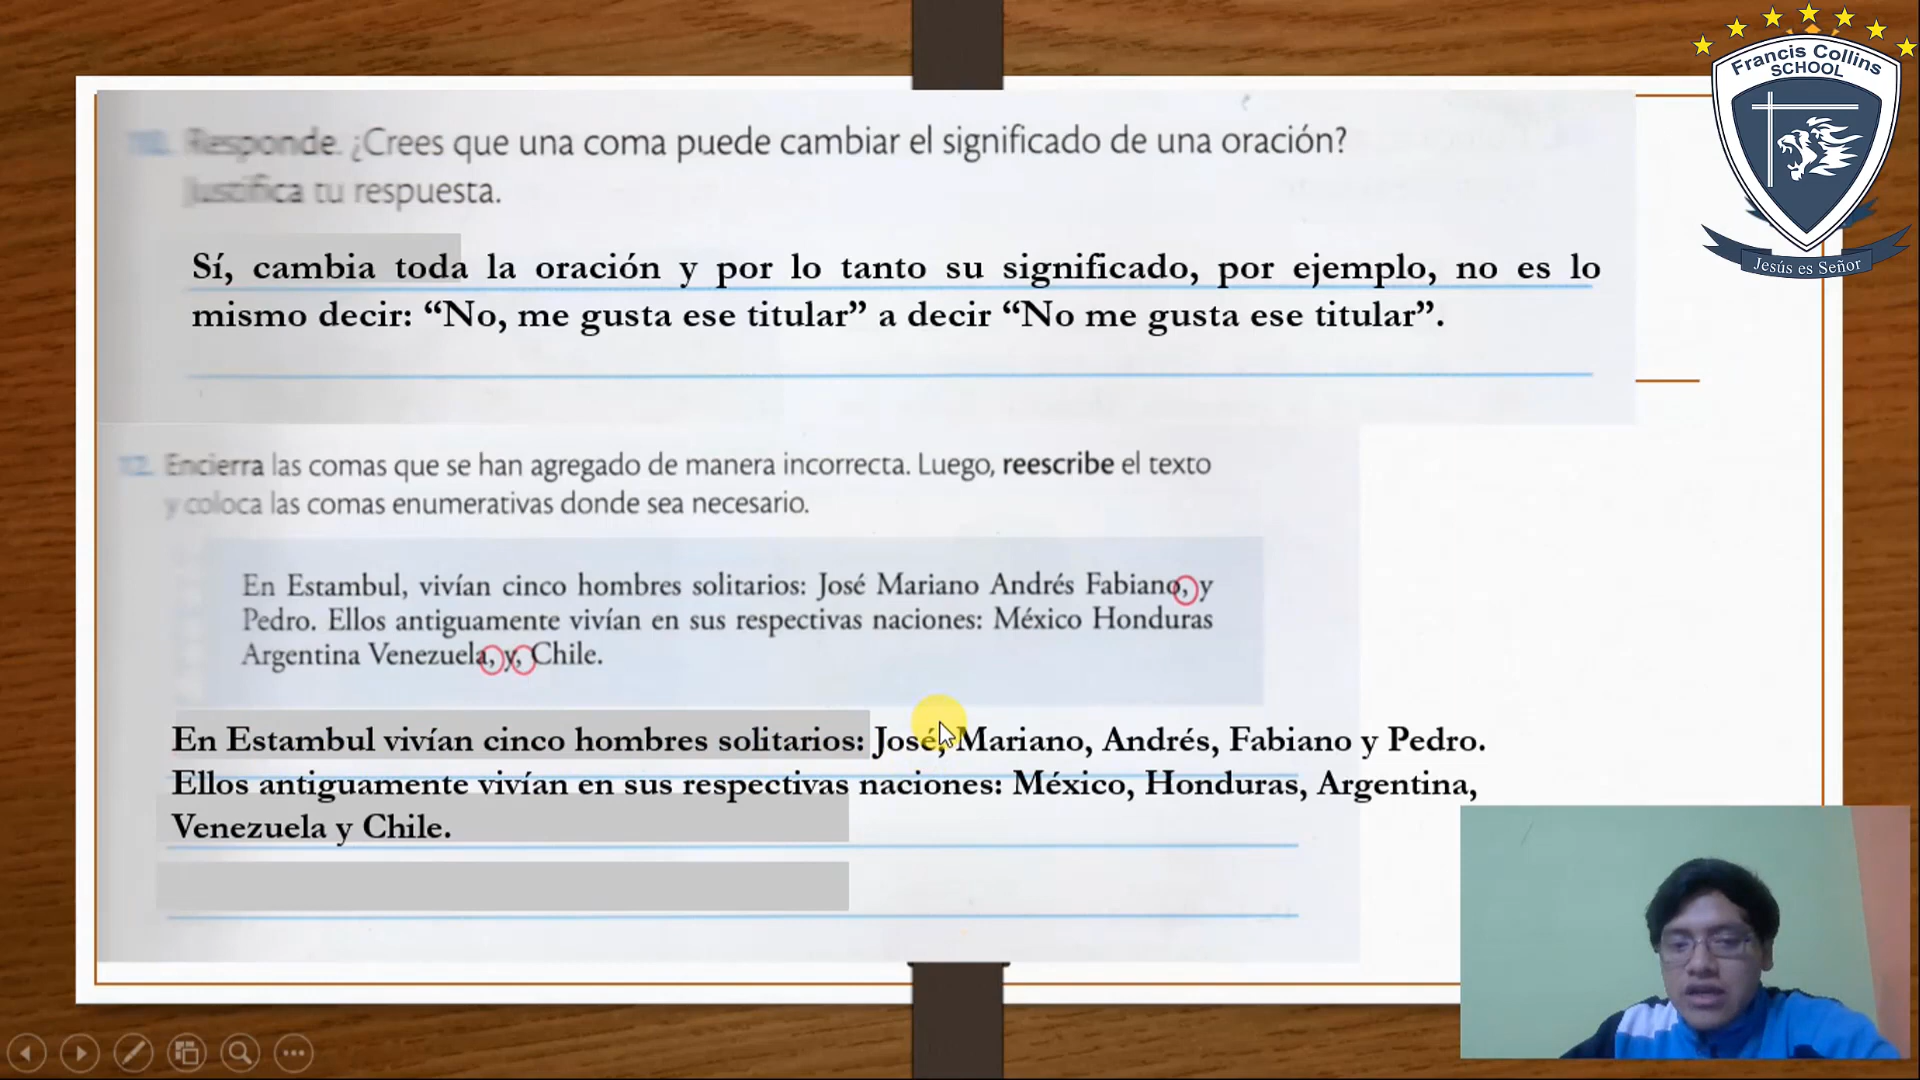 Francis Collins
SCHOOL
Jesús es Señor
Responde. ¿Crees que una coma puede cambiar el significado de una oración?
Justifica tu respuesta.
Sí, cambia toda la oración y por lo tanto su significado, por ejemplo, no es lo
mismo decir: “No, me gusta ese titular” a decir “No me gusta ese titular”.
12. Encierra las comas que se han agregado de manera incorrecta. Luego, reescribe el texto
y coloca las comas enumerativas donde sea necesario.
En Estambul, vivían cinco hombres solitarios: José Mariano Andrés Fabiano, y
Pedro. Ellos antiguamente vivían en sus respectivas naciones: México Honduras
Argentina Venezuela, y, Chile.
En Estambul vivían cinco hombres solitarios: José, Mariano, Andrés, Fabiano y Pedro.
Ellos antiguamente vivían en sus respectivas naciones: México, Honduras, Argentina,
Venezuela y Chile.